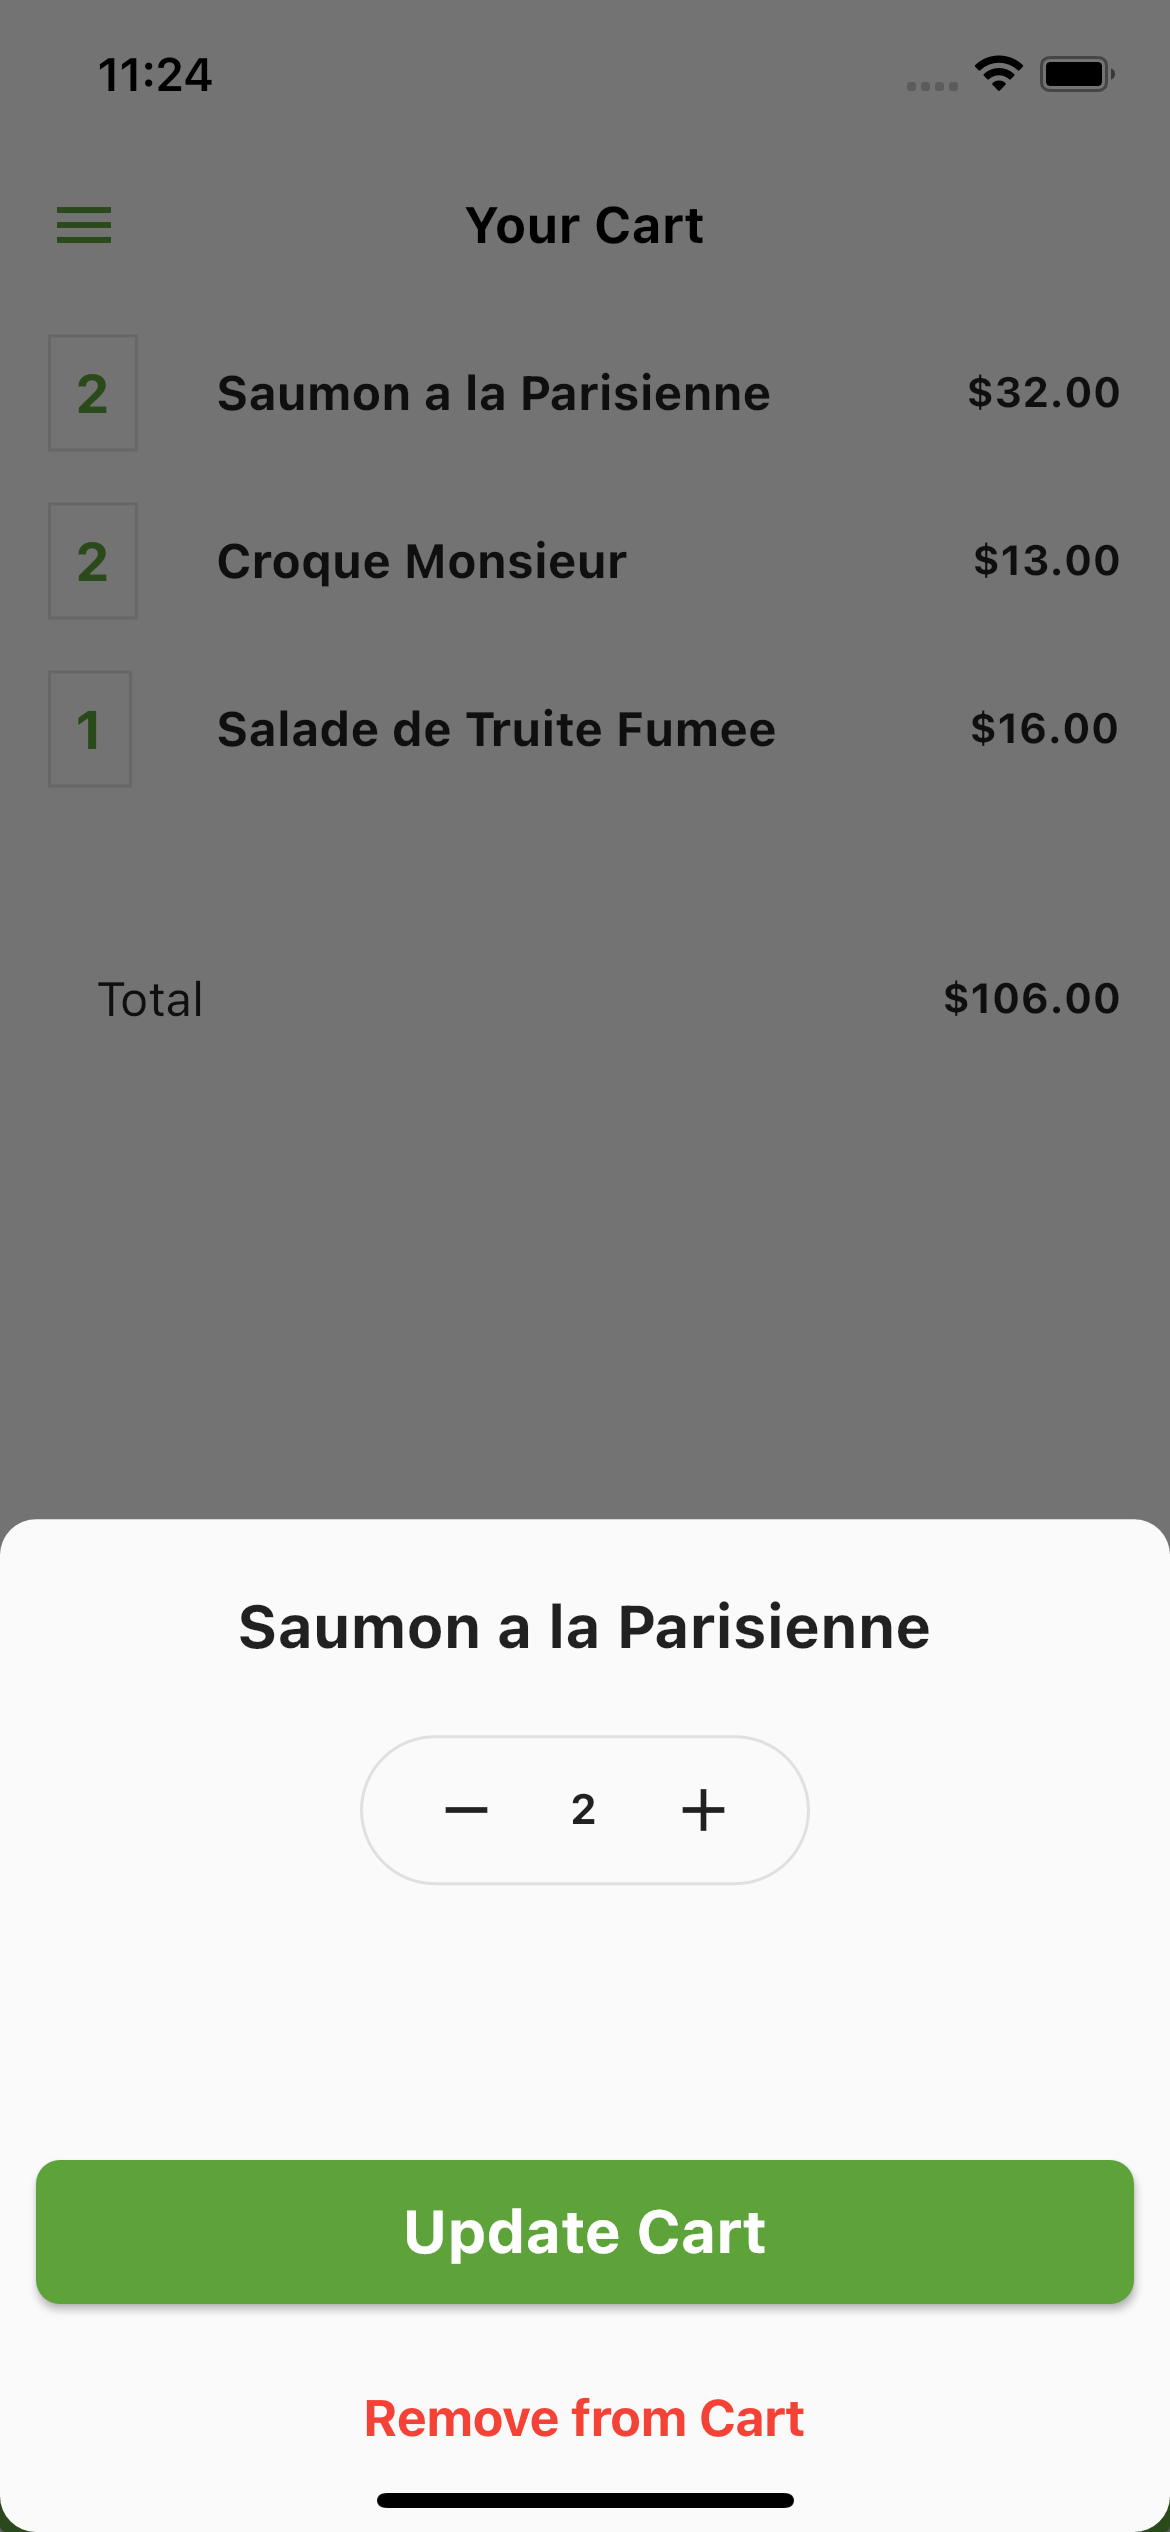 11:24
Your Cart
2 Saumon a la Parisienne $32.00
2 Croque Monsieur $13.00
1 Salade de Truite Fumee $16.00
Total $106.00
Saumon a la Parisienne
2
Update Cart
Remove from Cart